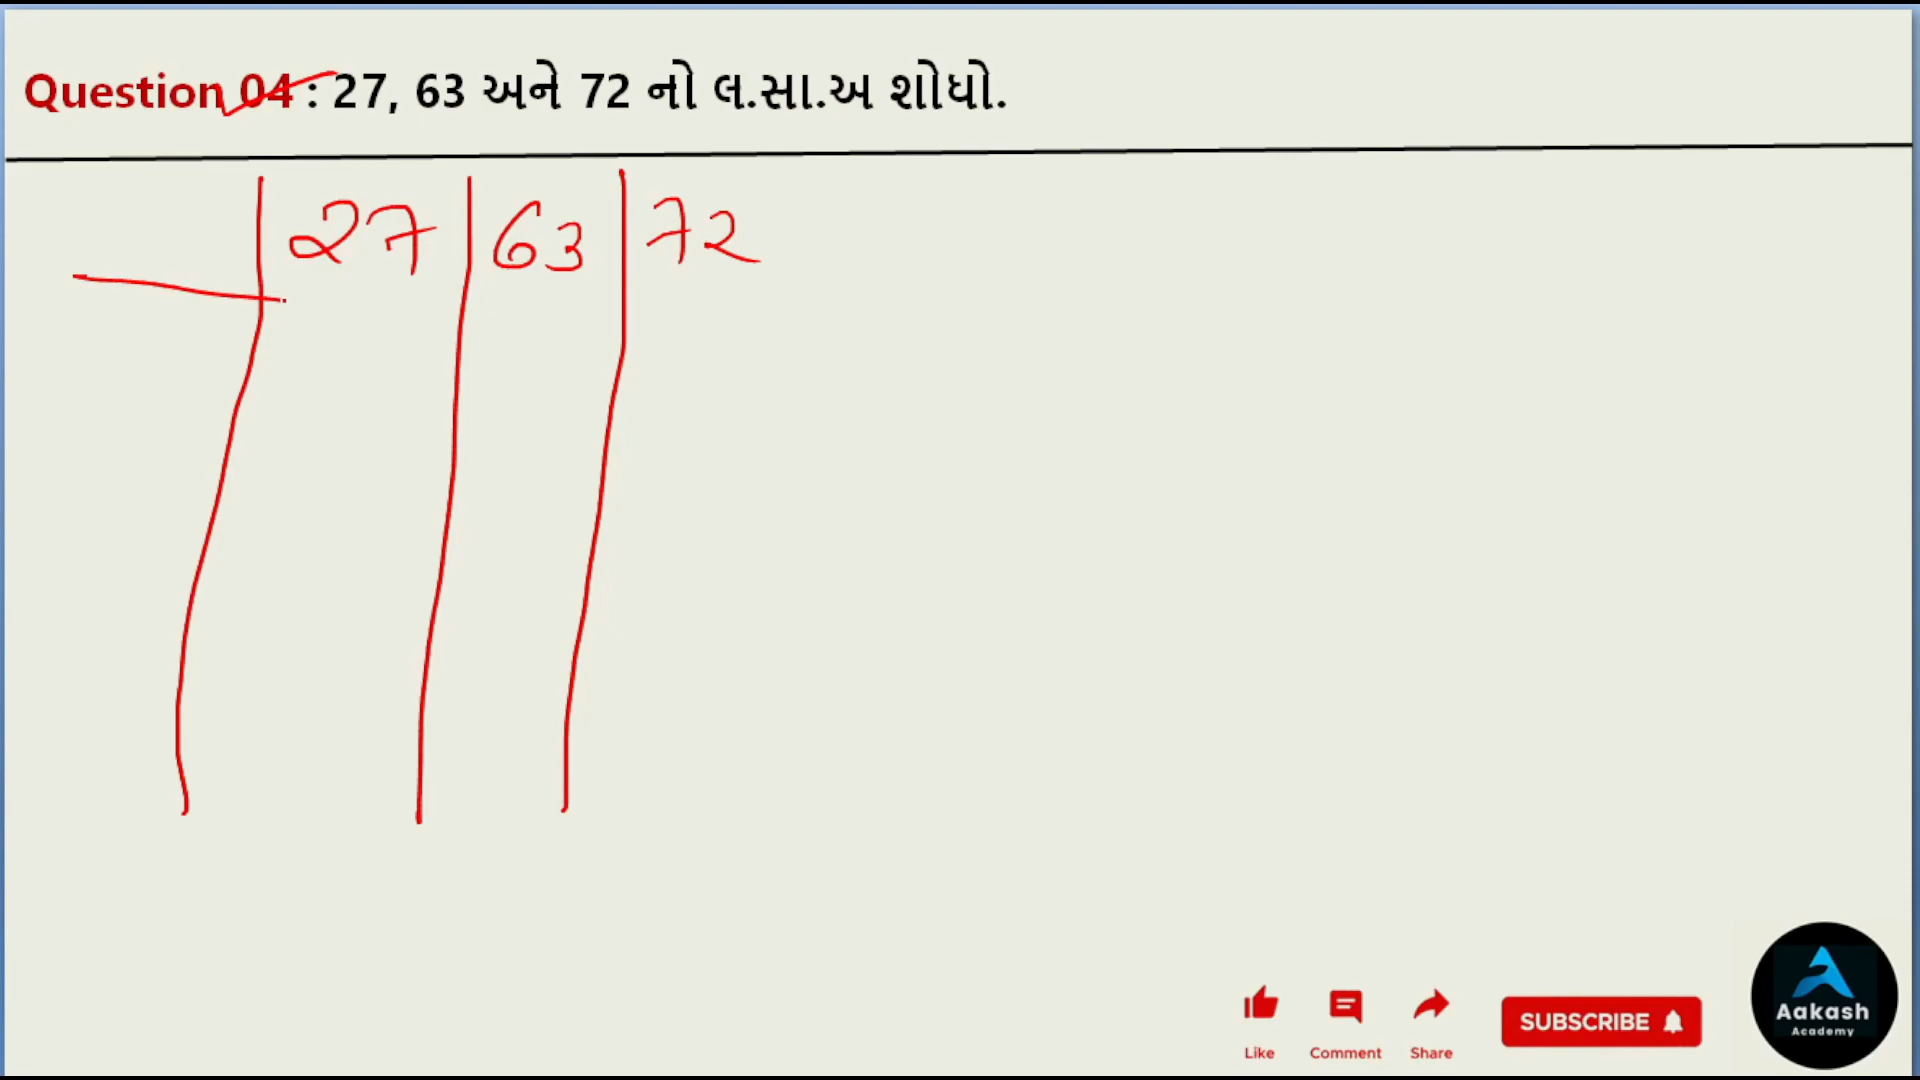 Question 04 : 27, 63 અને 72 નો લ.સા.અ શોધો.
27 63 72
Like Comment Share
SUBSCRIBE
Aakash
Academy